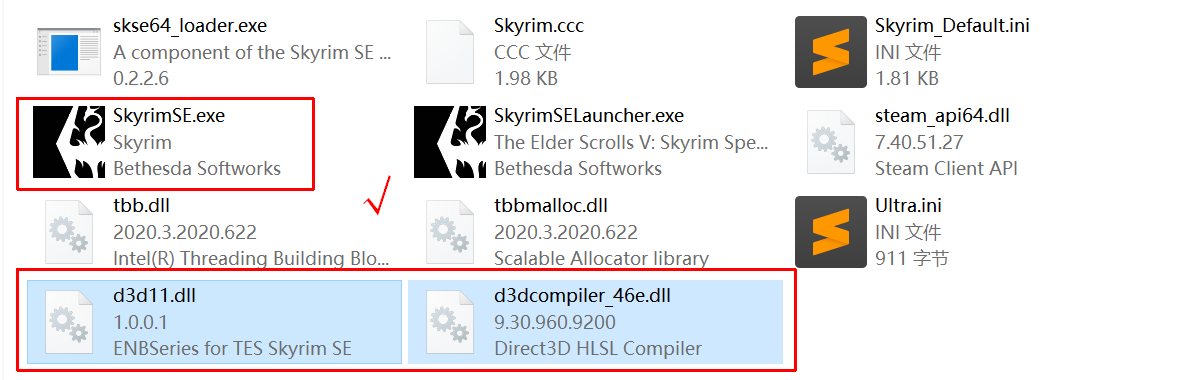 skse64_loader.exe
A component of the Skyrim SE ...
0.2.2.6
Skyrim.ccc
CCC 文件
1.98 KB
Skyrim_Default.ini
INI 文件
1.81 KB
SkyrimSE.exe
Skyrim
Bethesda Softworks
SkyrimSELauncher.exe
The Elder Scrolls V: Skyrim Spe...
Bethesda Softworks
steam_api64.dll
7.40.51.27
Steam Client API
tbb.dll
2020.3.2020.622
Intel(R) Threading Building Blo...
tbbmalloc.dll
2020.3.2020.622
Scalable Allocator library
Ultra.ini
INI 文件
911 字节
d3d11.dll
1.0.0.1
ENBSeries for TES Skyrim SE
d3dcompiler_46e.dll
9.30.960.9200
Direct3D HLSL Compiler